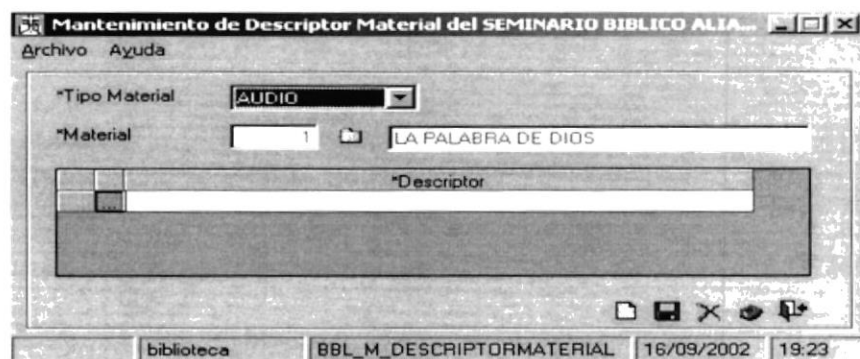 Mantenimiento de Descriptor Material del SEMINARIO BIBLICO ALIA...
Archivo Ayuda
*Tipo Material AUDIO
*Material 1 LA PALABRA DE DIOS
*Descriptor
...
biblioteca BBL_M_DESCRIPTORMATERIAL 16/09/2002 19:23